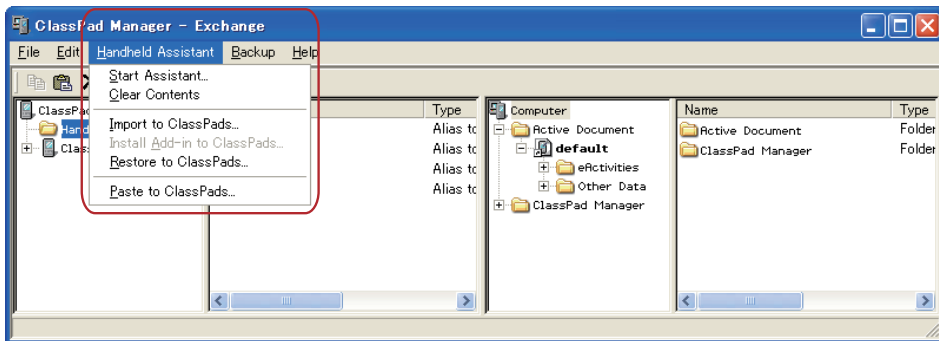 ClassPad Manager - Exchange
File Edit Handheld Assistant Backup Help
Start Assistant...
Clear Contents
Import to ClassPads...
Install Add-in to ClassPads...
Restore to ClassPads...
Paste to ClassPads...
Type
Alias to
Alias to
Alias to
Alias to
Computer
Active Document
default
eActivities
Other Data
ClassPad Manager
Name Type
Active Document Folder
ClassPad Manager Folder